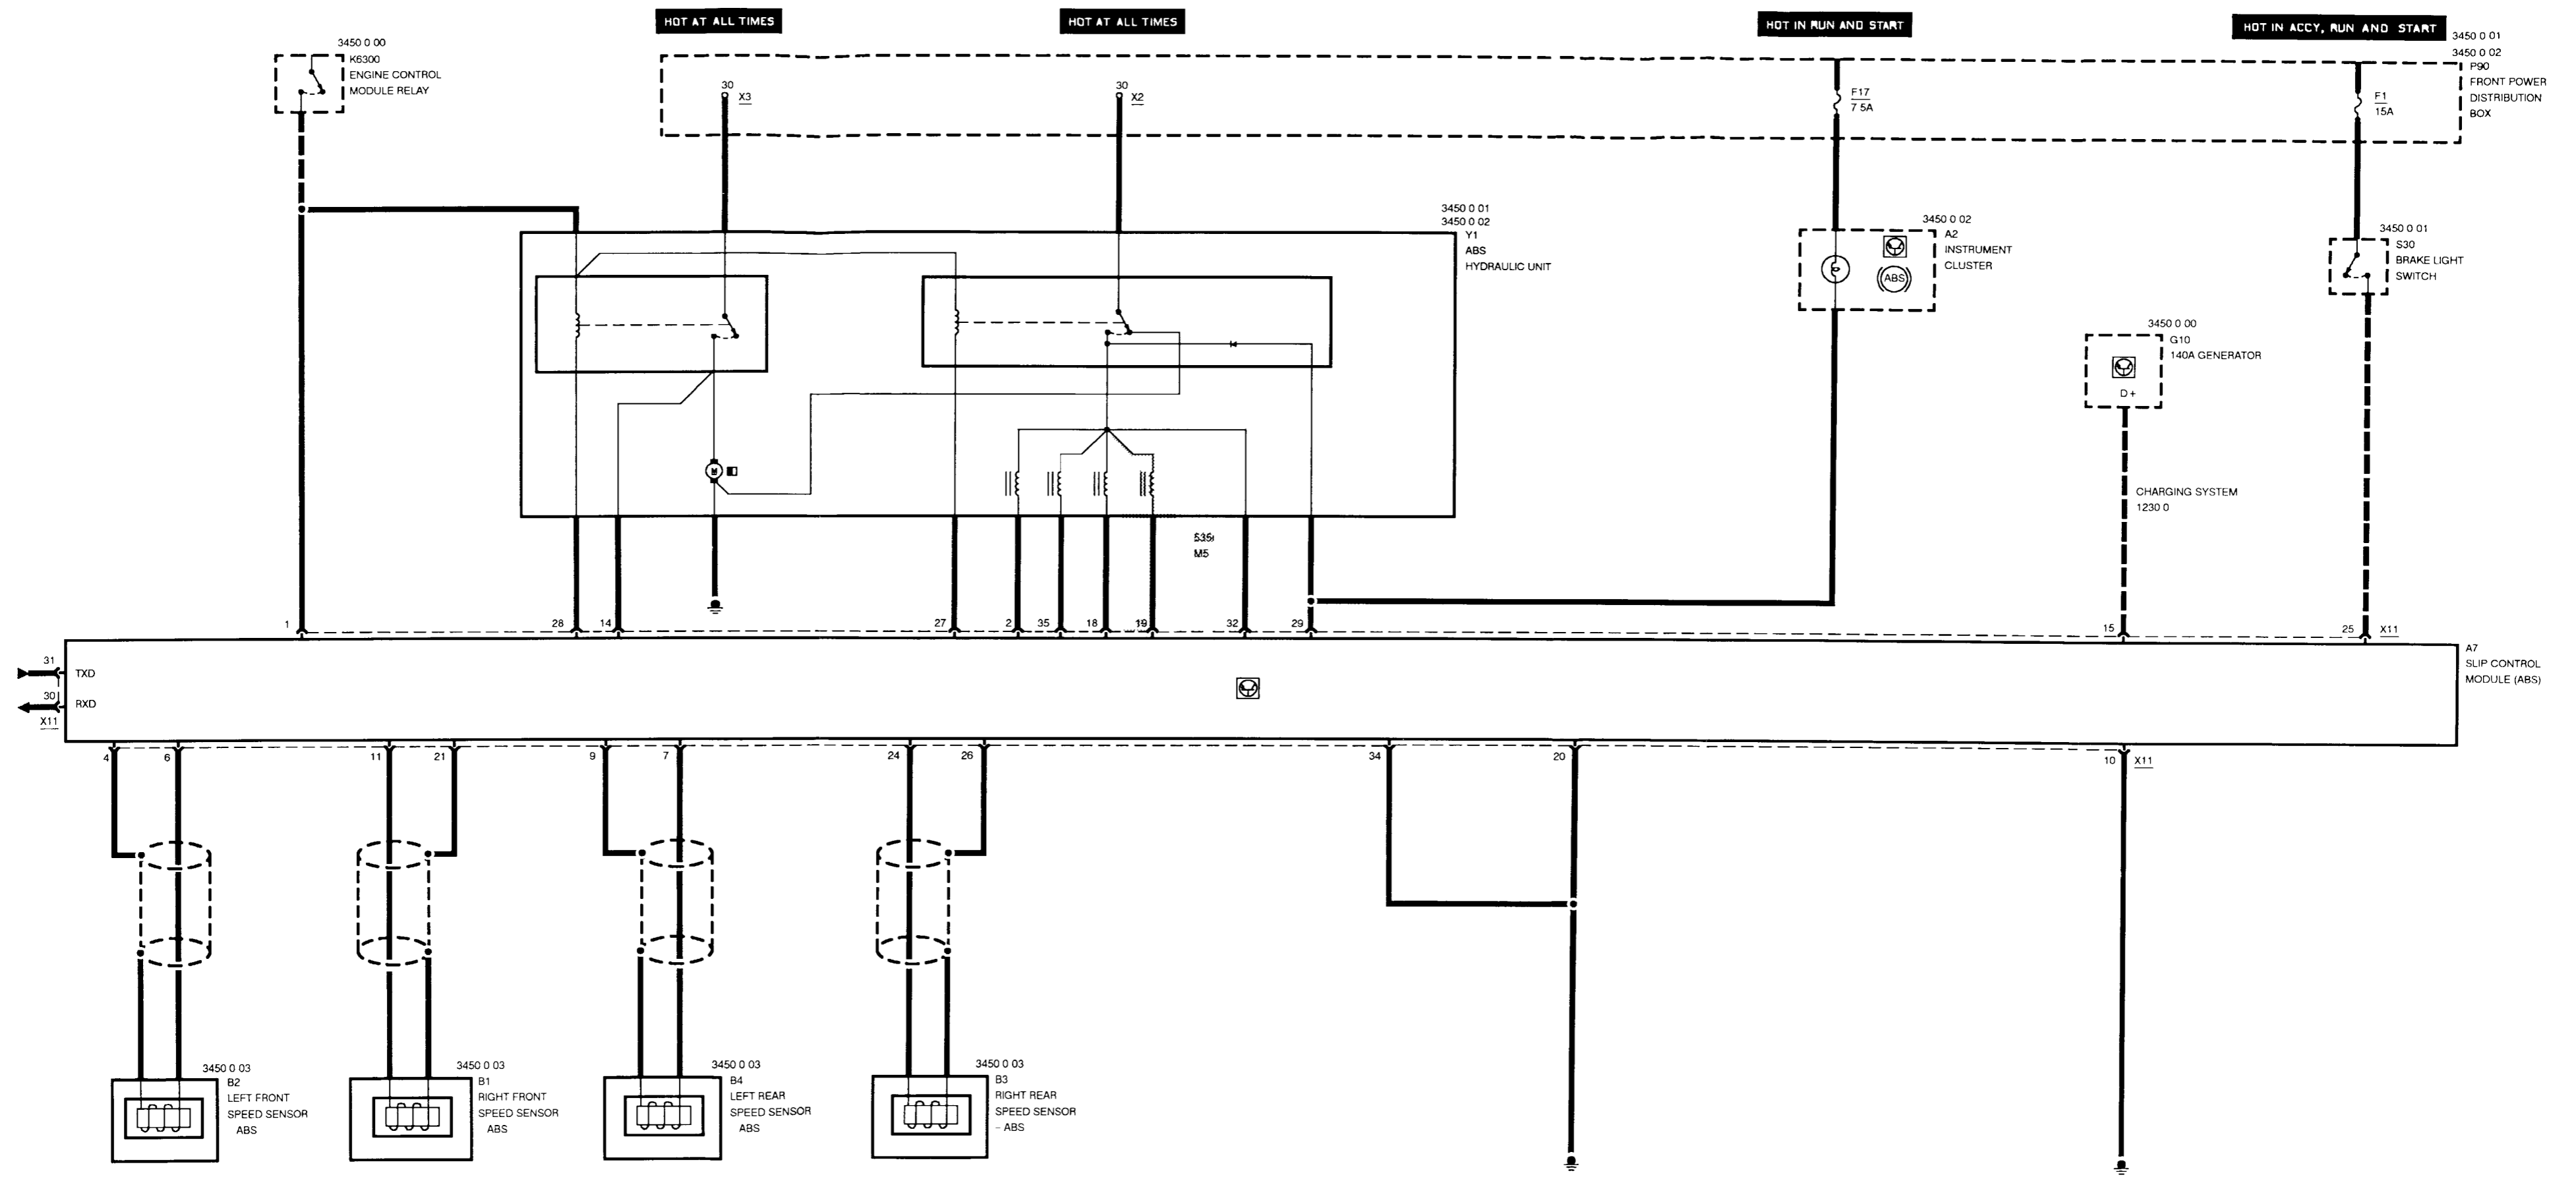 HOT AT ALL TIMES
HOT AT ALL TIMES
HOT IN RUN AND START
HOT IN ACCY, RUN AND START
3450 0 00
K6300
ENGINE CONTROL
MODULE RELAY
30
X3
30
X2
F17
7 5A
F1
15A
3450 0 01
3450 0 02
P90
FRONT POWER
DISTRIBUTION
BOX
3450 0 01
3450 0 02
Y1
ABS
HYDRAULIC UNIT
3450 0 02
A2
INSTRUMENT
CLUSTER
ABS
3450 0 01
S30
BRAKE LIGHT
SWITCH
3450 0 00
G10
140A GENERATOR
D +
M
CHARGING SYSTEM
1230 0
535i
M5
1
28
14
27
2
35
18
19
32
29
15
25
X11
31
TXD
30
RXD
X11
A7
SLIP CONTROL
MODULE (ABS)
4
6
11
21
9
7
24
26
34
20
10
X11
3450 0 03
B2
LEFT FRONT
SPEED SENSOR
ABS
3450 0 03
B1
RIGHT FRONT
SPEED SENSOR
ABS
3450 0 03
B4
LEFT REAR
SPEED SENSOR
ABS
3450 0 03
B3
RIGHT REAR
SPEED SENSOR
– ABS